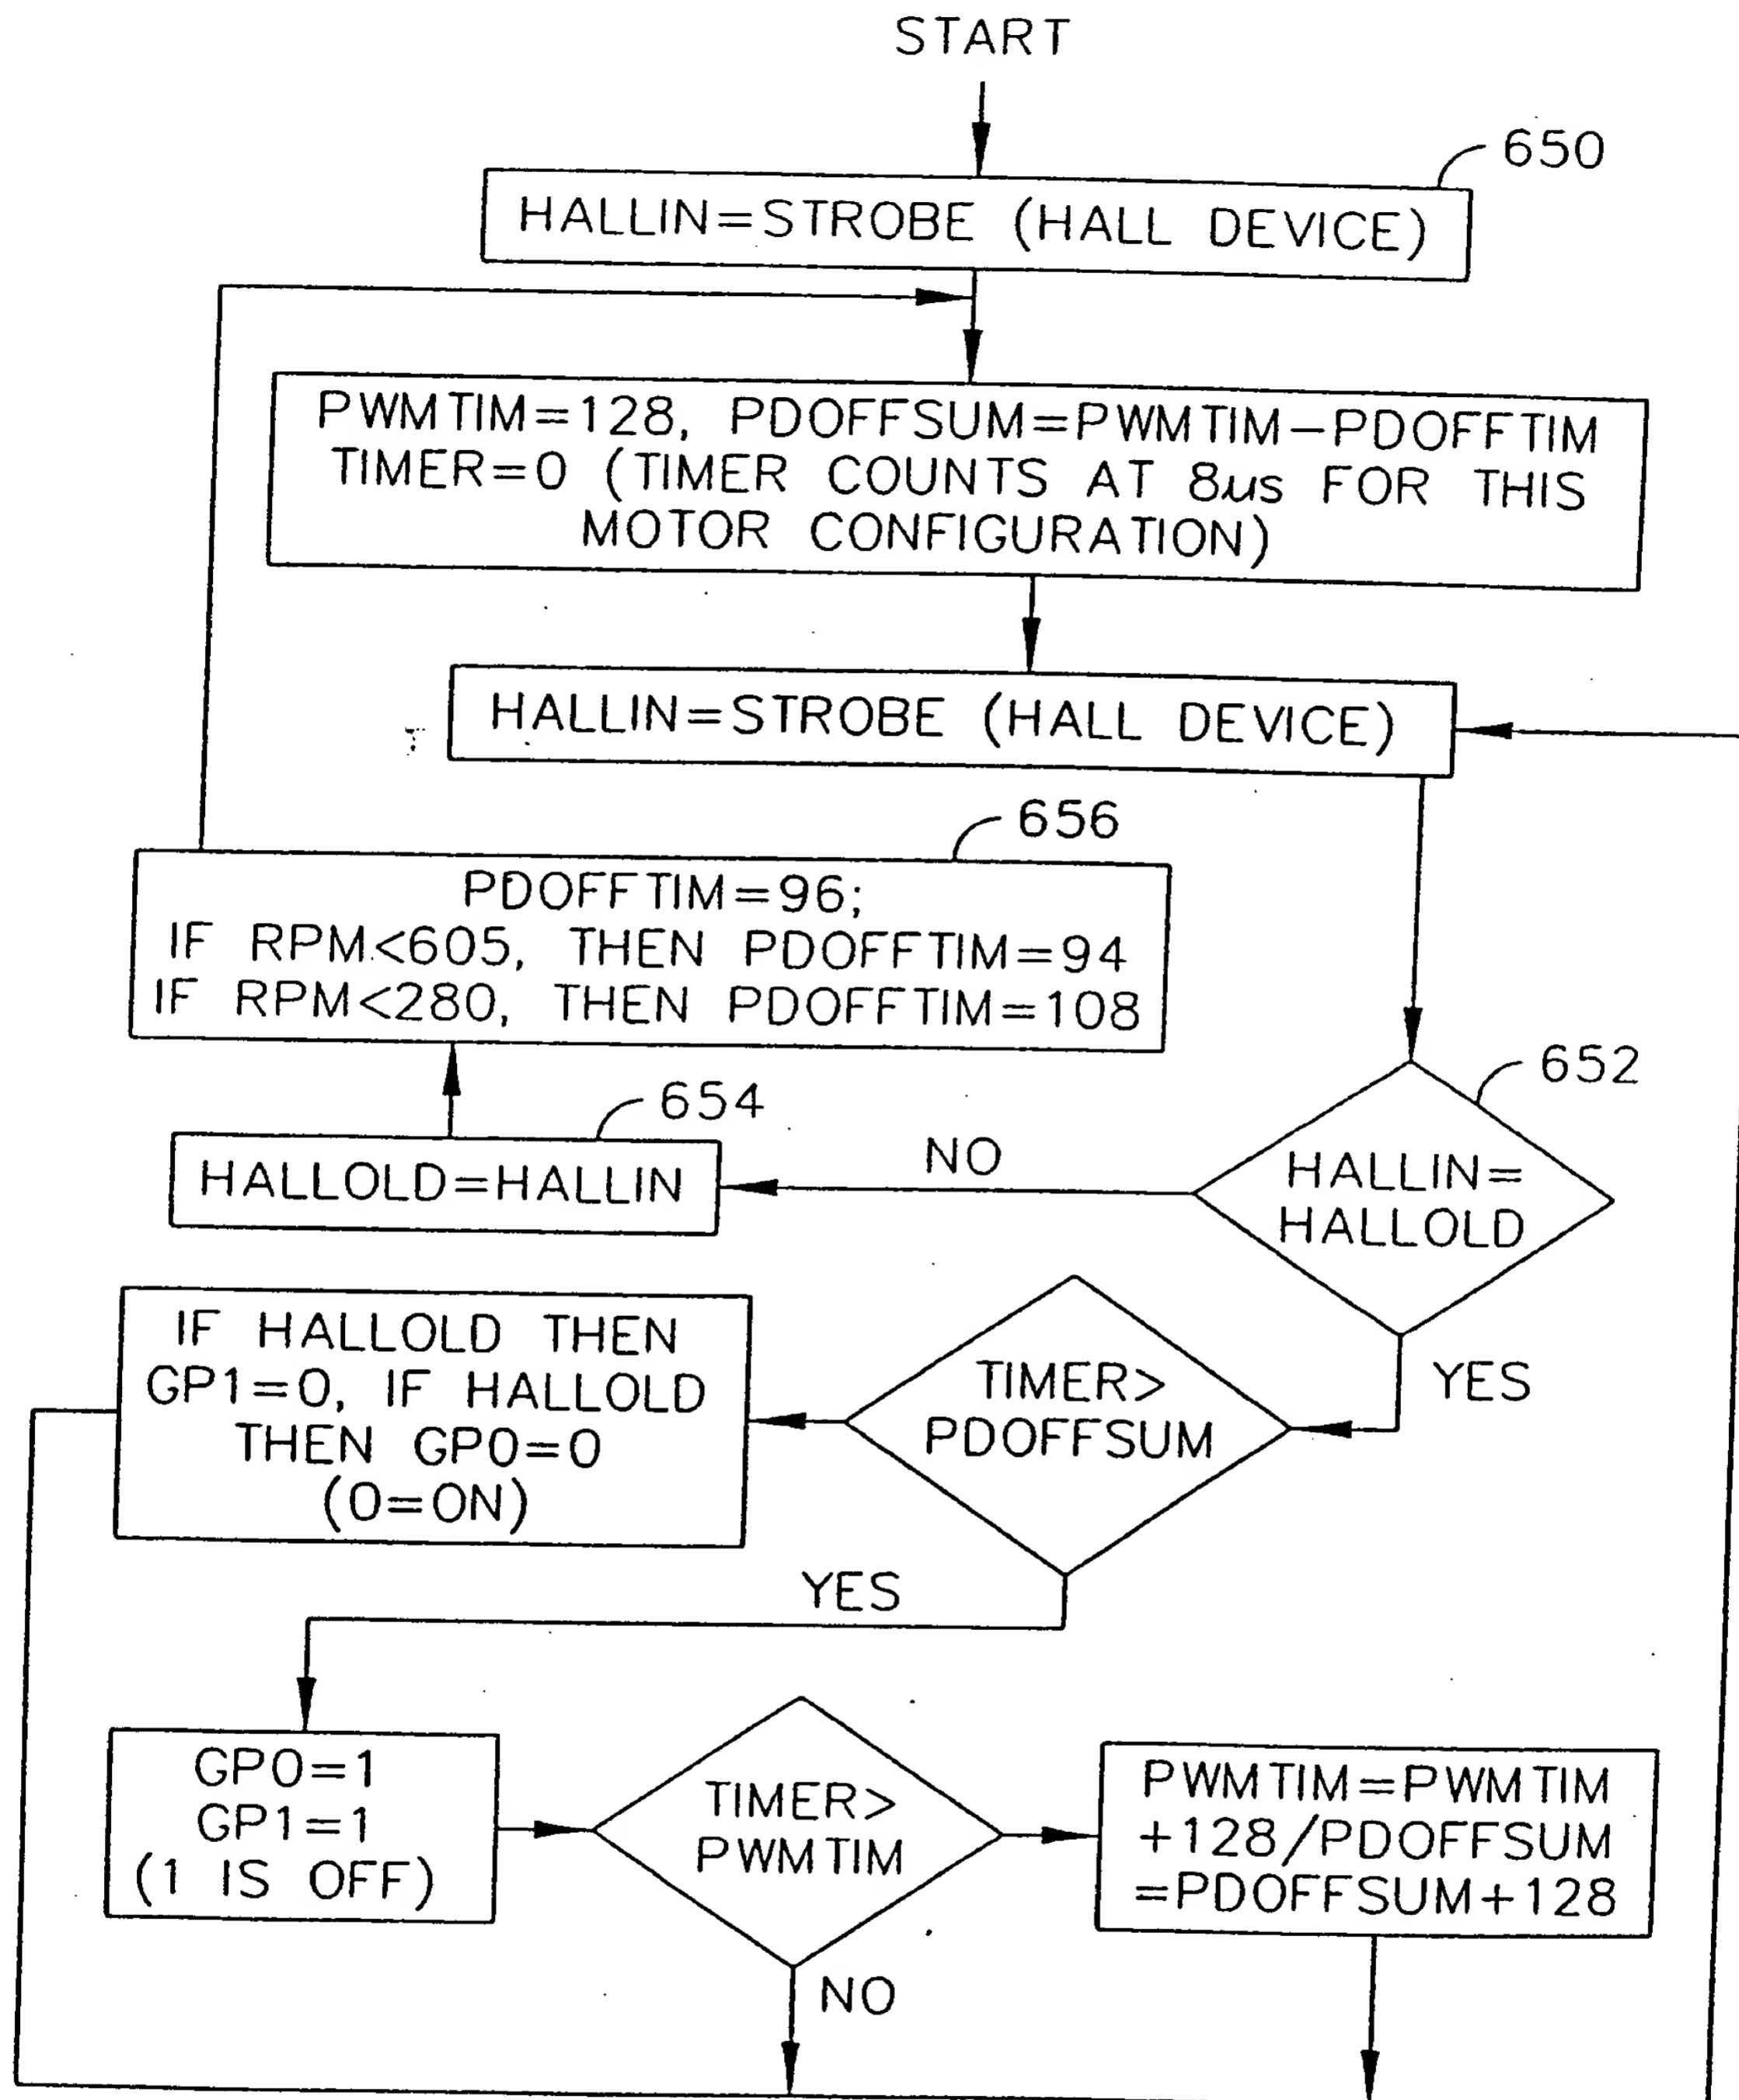 START
650
HALLIN=STROBE (HALL DEVICE)
PWMTIM=128, PDOFFSUM=PWMTIM-PDOFFTIM
TIMER=0 (TIMER COUNTS AT 8us FOR THIS
MOTOR CONFIGURATION)
HALLIN=STROBE (HALL DEVICE)
656
PDOFFTIM=96;
IF RPM<605, THEN PDOFFTIM=94
IF RPM<280, THEN PDOFFTIM=108
652
654
HALLOLD=HALLIN
NO
HALLIN=
HALLOLD
IF HALLOLD THEN
GP1=0, IF HALLOLD
THEN GP0=0
(0=ON)
TIMER>
PDOFFSUM
YES
YES
GP0=1
GP1=1
(1 IS OFF)
TIMER>
PWMTIM
PWMTIM=PWMTIM
+128/PDOFFSUM
=PDOFFSUM+128
NO